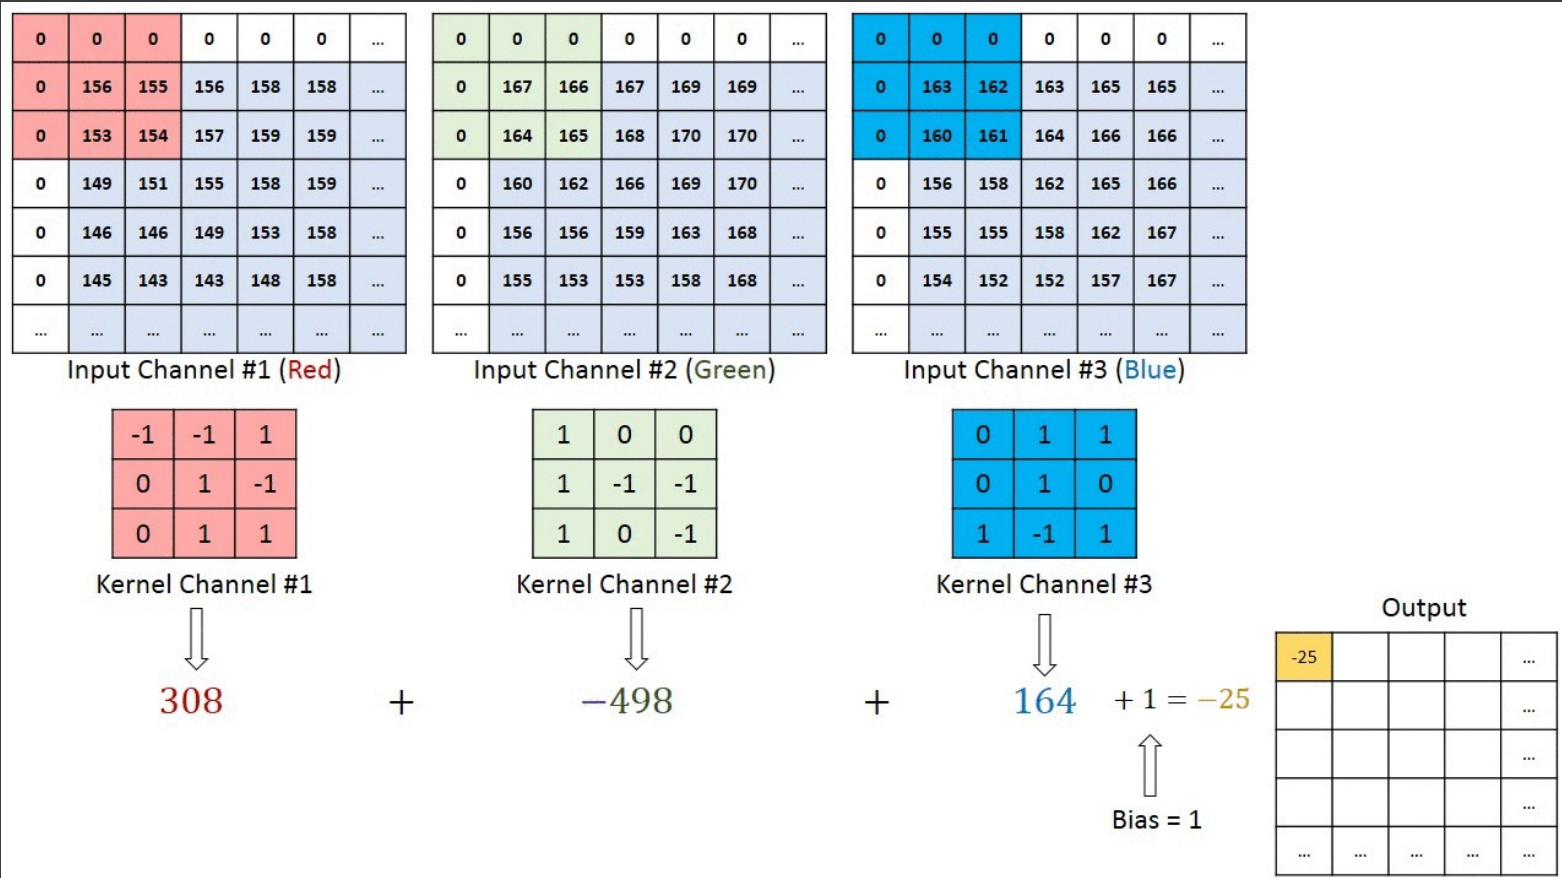 0 0 0 0 0 0 ...
0 156 155 156 158 158 ...
0 153 154 157 159 159 ...
0 149 151 155 158 159 ...
0 146 146 149 153 158 ...
0 145 143 143 148 158 ...
... ... ... ... ... ... ...
Input Channel #1 (Red)
0 0 0 0 0 0 ...
0 167 166 167 169 169 ...
0 164 165 168 170 170 ...
0 160 162 166 169 170 ...
0 156 156 159 163 168 ...
0 155 153 153 158 168 ...
... ... ... ... ... ... ...
Input Channel #2 (Green)
0 0 0 0 0 0 ...
0 163 162 163 165 165 ...
0 160 161 164 166 166 ...
0 156 158 162 165 166 ...
0 155 155 158 162 167 ...
0 154 152 152 157 167 ...
... ... ... ... ... ... ...
Input Channel #3 (Blue)
-1 -1 1
0 1 -1
0 1 1
Kernel Channel #1
1 0 0
1 -1 -1
1 0 -1
Kernel Channel #2
0 1 1
0 1 0
1 -1 1
Kernel Channel #3
308 + −498 + 164 + 1 = −25
Bias = 1
Output
-25 ...
...
...
...
... ... ... ... ...